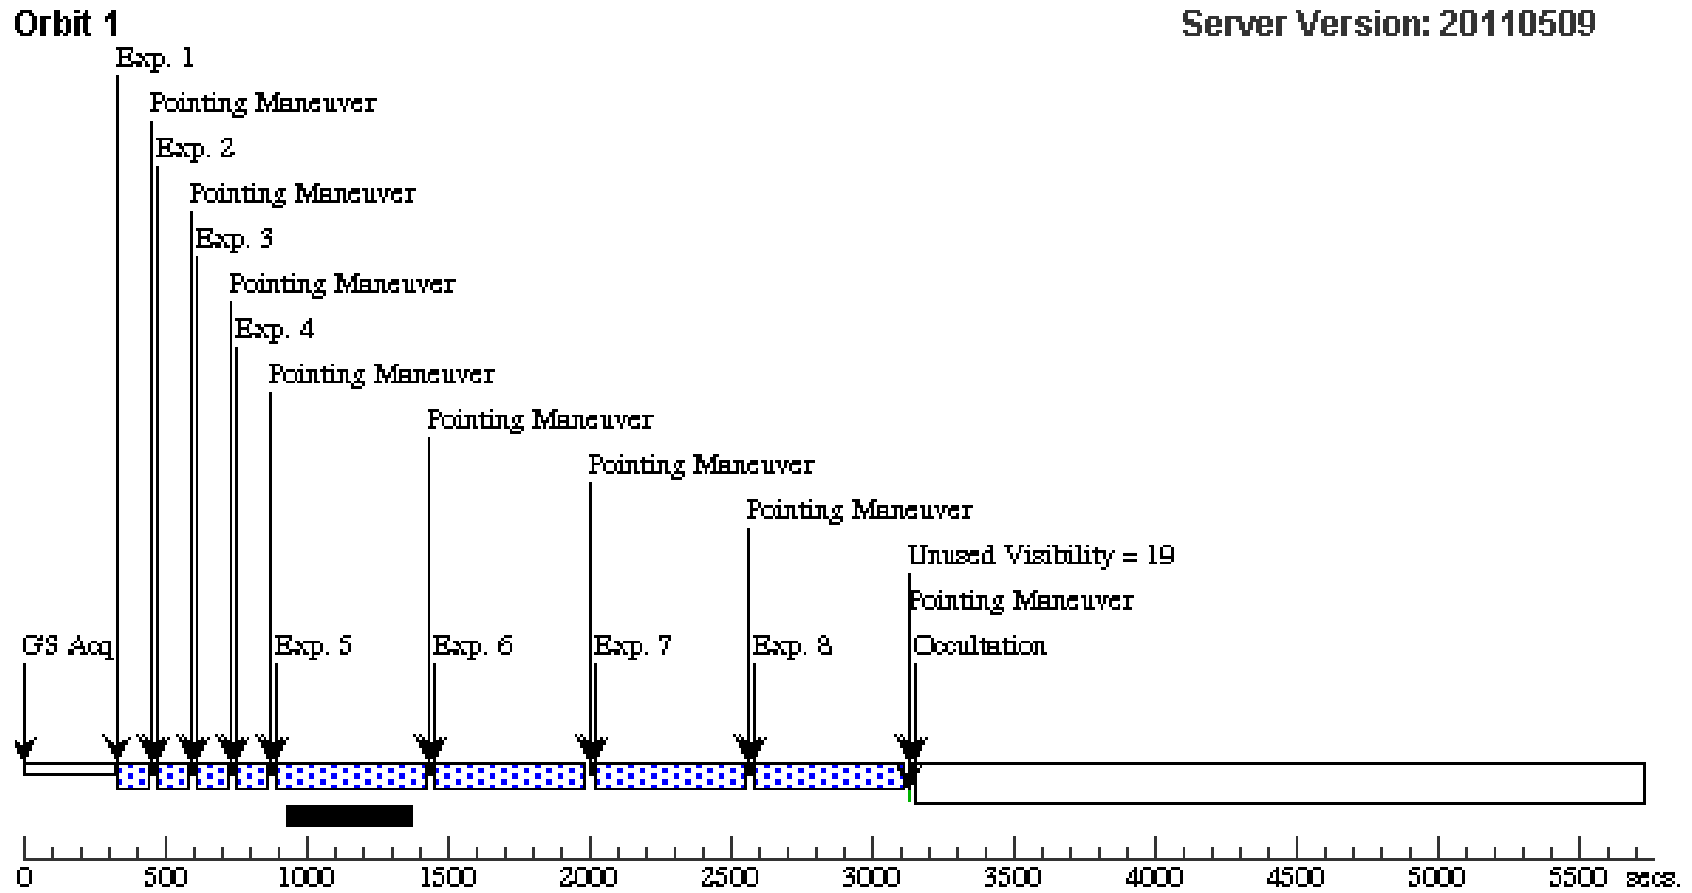 Orbit 1
Server Version: 20110509
Exp. 1
Pointing Maneuver
Exp. 2
Pointing Maneuver
Exp. 3
Pointing Maneuver
Exp. 4
Pointing Maneuver
Pointing Maneuver
Pointing Maneuver
Pointing Maneuver
Unused Visibility = 19
Pointing Maneuver
GS Acq Exp. 5 Exp. 6 Exp. 7 Exp. 8 Occultation
0 500 1000 1500 2000 2500 3000 3500 4000 4500 5000 5500 secs.